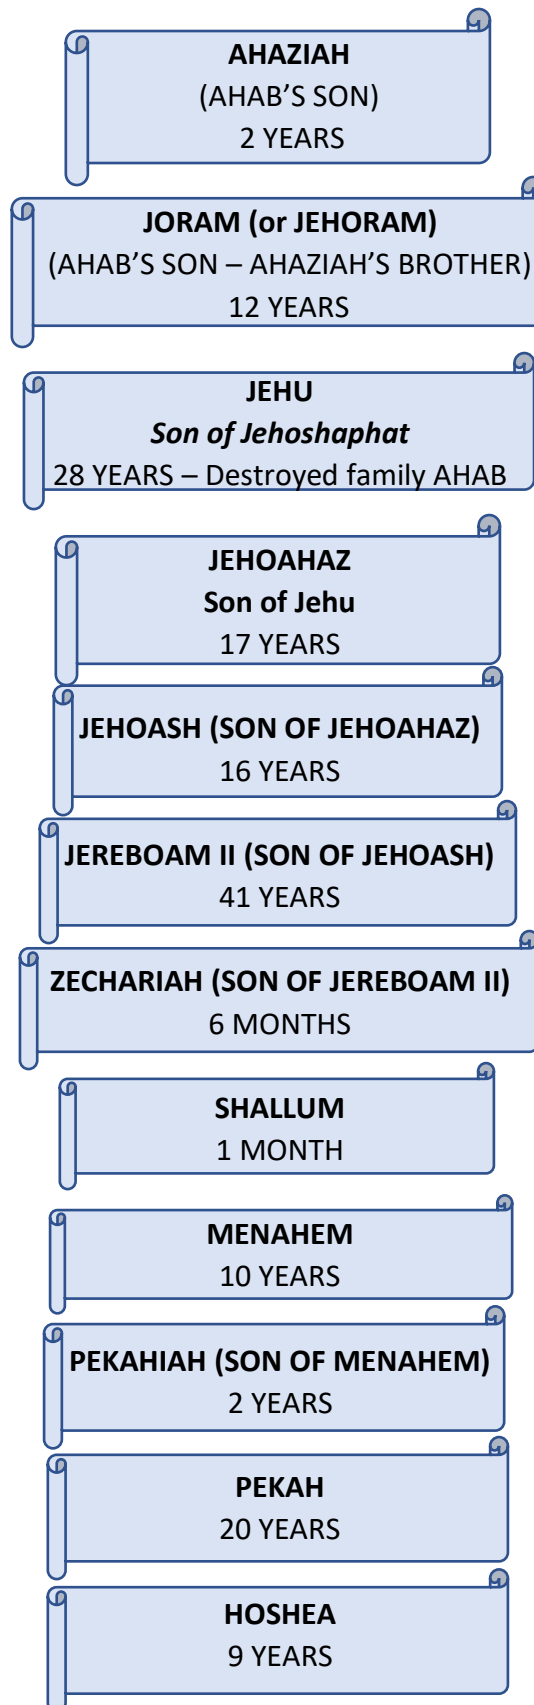 AHAZIAH
(AHAB'S SON)
2 YEARS
JORAM (or JEHORAM)
(AHAB'S SON – AHAZIAH'S BROTHER)
12 YEARS
JEHU
Son of Jehoshaphat
28 YEARS – Destroyed family AHAB
JEHOAHAZ
Son of Jehu
17 YEARS
JEHOASH (SON OF JEHOAHAZ)
16 YEARS
JEREBOAM II (SON OF JEHOASH)
41 YEARS
ZECHARIAH (SON OF JEREBOAM II)
6 MONTHS
SHALLUM
1 MONTH
MENAHEM
10 YEARS
PEKAHIAH (SON OF MENAHEM)
2 YEARS
PEKAH
20 YEARS
HOSHEA
9 YEARS